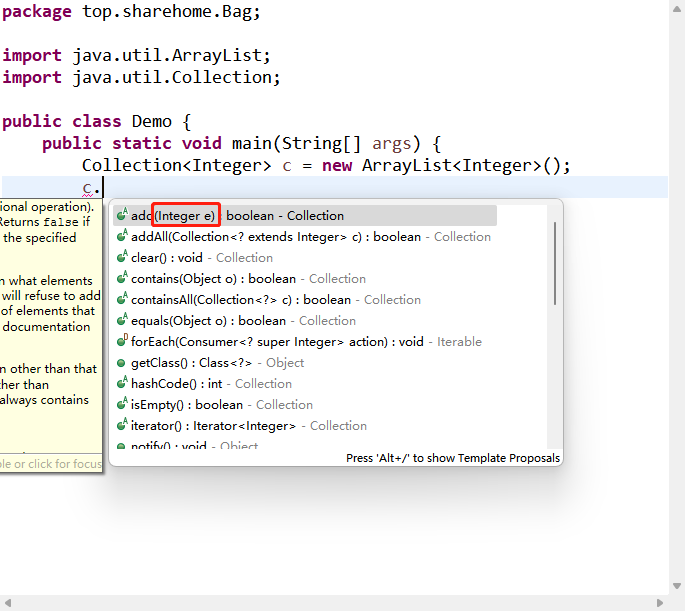 package top.sharehome.Bag;
import java.util.ArrayList;
import java.util.Collection;
public class Demo {
public static void main(String[] args) {
Collection<Integer> c = new ArrayList<Integer>();
c.
ional operation).
Returns false if
the specified
n what elements
will refuse to add
of elements that
documentation
n other than that
ther than
always contains
ble or click for focus
add(Integer e) : boolean - Collection
addAll(Collection<? extends Integer> c) : boolean - Collection
clear() : void - Collection
contains(Object o) : boolean - Collection
containsAll(Collection<?> c) : boolean - Collection
equals(Object o) : boolean - Collection
forEach(Consumer<? super Integer> action) : void - Iterable
getClass() : Class<?> - Object
hashCode() : int - Collection
isEmpty() : boolean - Collection
iterator() : Iterator<Integer> - Collection
notify() : void - Object
Press 'Alt+/' to show Template Proposals